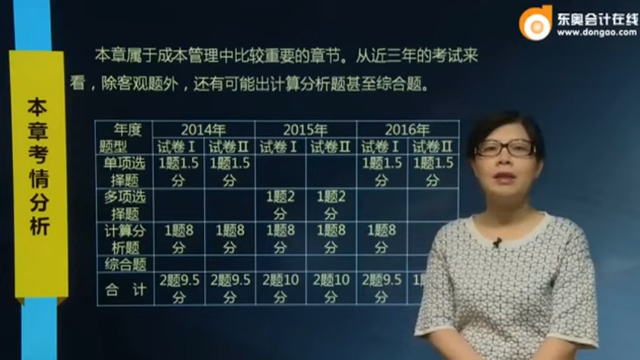 东奥会计在线
www.dongao.com
本章考情分析
本章属于成本管理中比较重要的章节。从近三年的考试来
看，除客观题外，还有可能出计算分析题甚至综合题。
年度 2014年 2015年 2016年
题型 试卷Ⅰ 试卷Ⅱ 试卷Ⅰ 试卷Ⅱ 试卷Ⅰ 试卷Ⅱ
单项选 1题1.5 1题1.5 1题1.5 1题1.5
择题 分 分 分 分
多项选 1题2 1题2
择题 分 分
计算分 1题8 1题8 1题8 1题8 1题8
析题 分 分 分 分 分
综合题
合 计 2题9.5 2题9.5 2题10 2题10 2题9.5
分 分 分 分 分